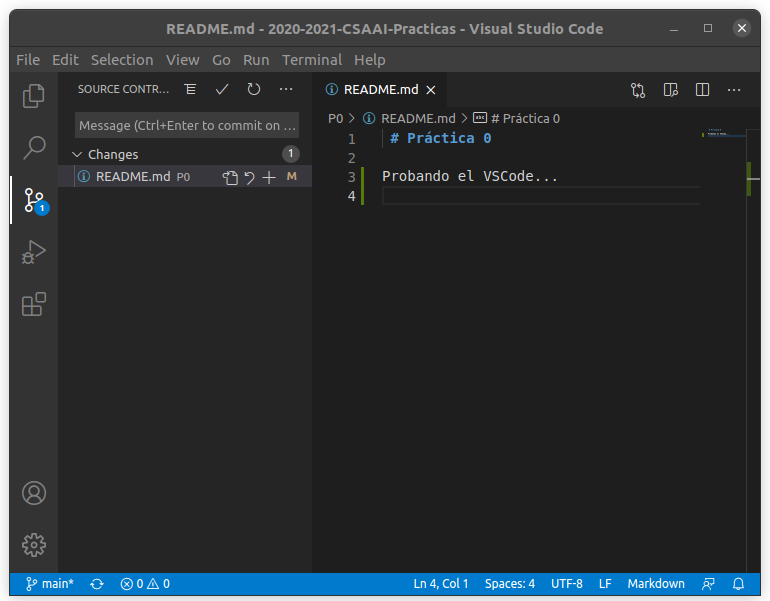 README.md - 2020-2021-CSAAI-Practicas - Visual Studio Code
File Edit Selection View Go Run Terminal Help
SOURCE CONTR...
Message (Ctrl+Enter to commit on ...
Changes 1
README.md P0 M
1
README.md
P0 > README.md > # Práctica 0
1 # Práctica 0
2
3 Probando el VSCode...
4
main* 0 0 Ln 4, Col 1 Spaces: 4 UTF-8 LF Markdown